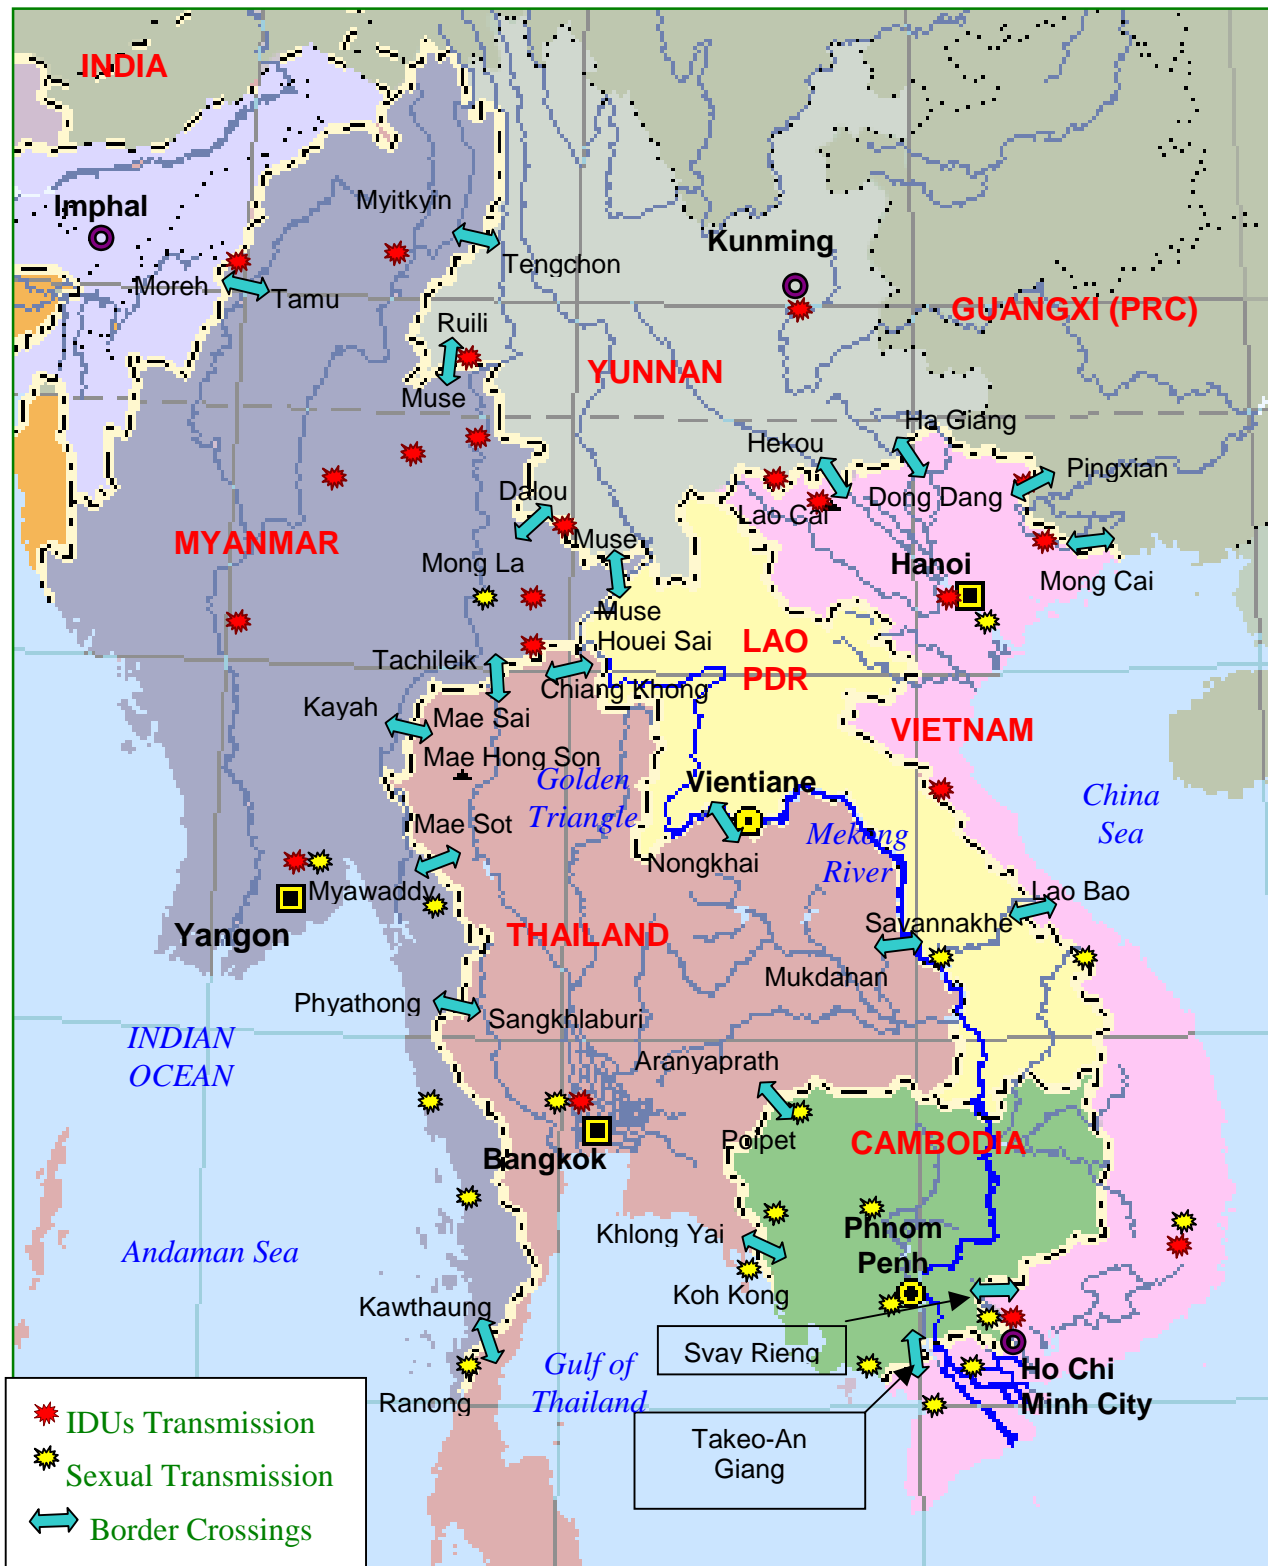 INDIA
Imphal
Myitkyin
Kunming
Tengchon
Moreh
Tamu
GUANGXI (PRC)
Ruili
YUNNAN
Muse
Ha Giang
Hekou
Pingxian
Dalou
Dong Dang
Lao Cai
MYANMAR
Muse
Mong La
Hanoi
Mong Cai
Muse
Houei Sai
LAO
PDR
Tachileik
Chiang Khong
Kayah
Mae Sai
VIETNAM
Mae Hong Son
Golden
Triangle
Vientiane
China
Sea
Mae Sot
Mekong
River
Nongkhai
Myawaddy
Lao Bao
Savannakhe
Yangon
THAILAND
Mukdahan
Phyathong
Sangkhlaburi
INDIAN
OCEAN
Aranyaprath
Poipet
CAMBODIA
Bangkok
Khlong Yai
Phnom
Penh
Andaman Sea
Koh Kong
Kawthaung
Svay Rieng
Gulf of
Thailand
Ho Chi
Minh City
Ranong
Takeo-An
Giang
IDUs Transmission
Sexual Transmission
Border Crossings